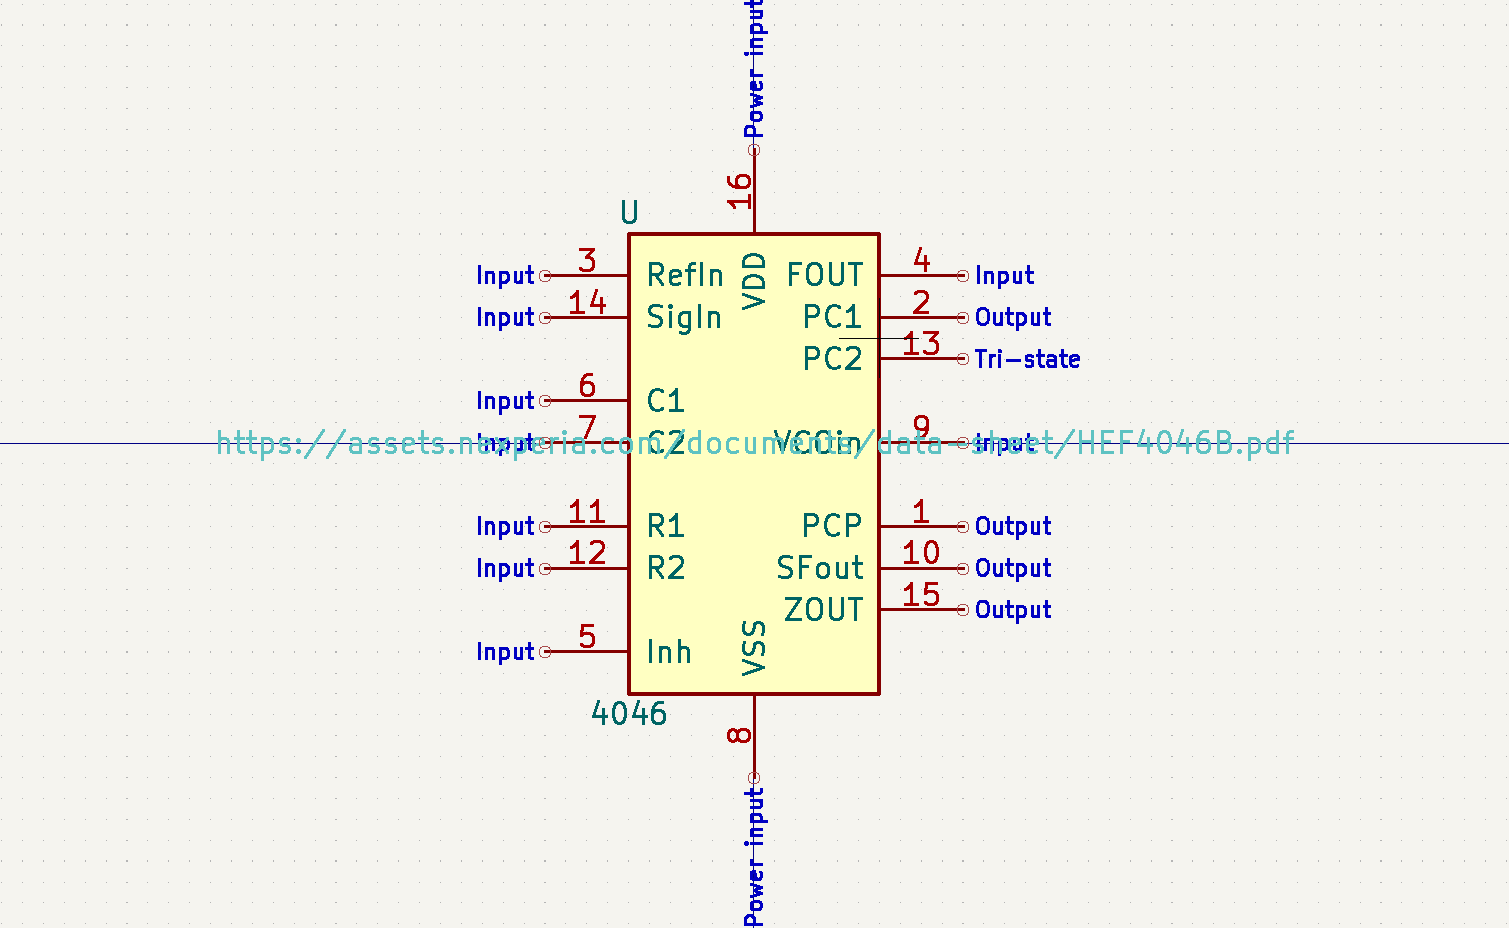 Power input
16
U
Input 3 RefIn VDD FOUT 4 Input
Input 14 SigIn PC1 2 Output
PC2 13 Tri-state
Input 6 C1
Input 7 C2 VCOin 9 Input
https://assets.nexperia.com/documents/data-sheet/HEF4046B.pdf
Input 11 R1 PCP 1 Output
Input 12 R2 SFout 10 Output
ZOUT 15 Output
Input 5 Inh VSS
4046
8
Power input